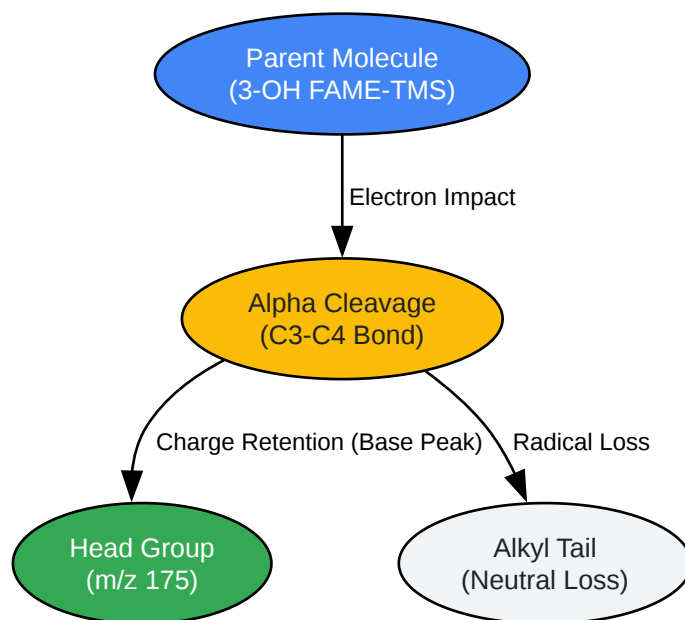 Parent Molecule
(3-OH FAME-TMS)
Electron Impact
Alpha Cleavage
(C3-C4 Bond)
Charge Retention (Base Peak)
Radical Loss
Head Group
(m/z 175)
Alkyl Tail
(Neutral Loss)